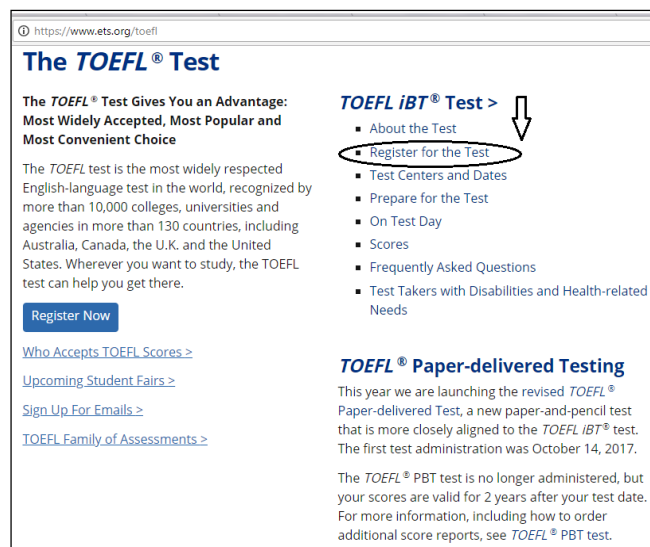 https://www.ets.org/toefl
The TOEFL® Test
The TOEFL® Test Gives You an Advantage:
Most Widely Accepted, Most Popular and
Most Convenient Choice
The TOEFL test is the most widely respected
English-language test in the world, recognized by
more than 10,000 colleges, universities and
agencies in more than 130 countries, including
Australia, Canada, the U.K. and the United
States. Wherever you want to study, the TOEFL
test can help you get there.
Register Now
Who Accepts TOEFL Scores >
Upcoming Student Fairs >
Sign Up For Emails >
TOEFL Family of Assessments >
TOEFL iBT® Test >
▪ About the Test
▪ Register for the Test
▪ Test Centers and Dates
▪ Prepare for the Test
▪ On Test Day
▪ Scores
▪ Frequently Asked Questions
▪ Test Takers with Disabilities and Health-related
Needs
TOEFL® Paper-delivered Testing
This year we are launching the revised TOEFL®
Paper-delivered Test, a new paper-and-pencil test
that is more closely aligned to the TOEFL iBT® test.
The first test administration was October 14, 2017.
The TOEFL® PBT test is no longer administered, but
your scores are valid for 2 years after your test date.
For more information, including how to order
additional score reports, see TOEFL® PBT test.